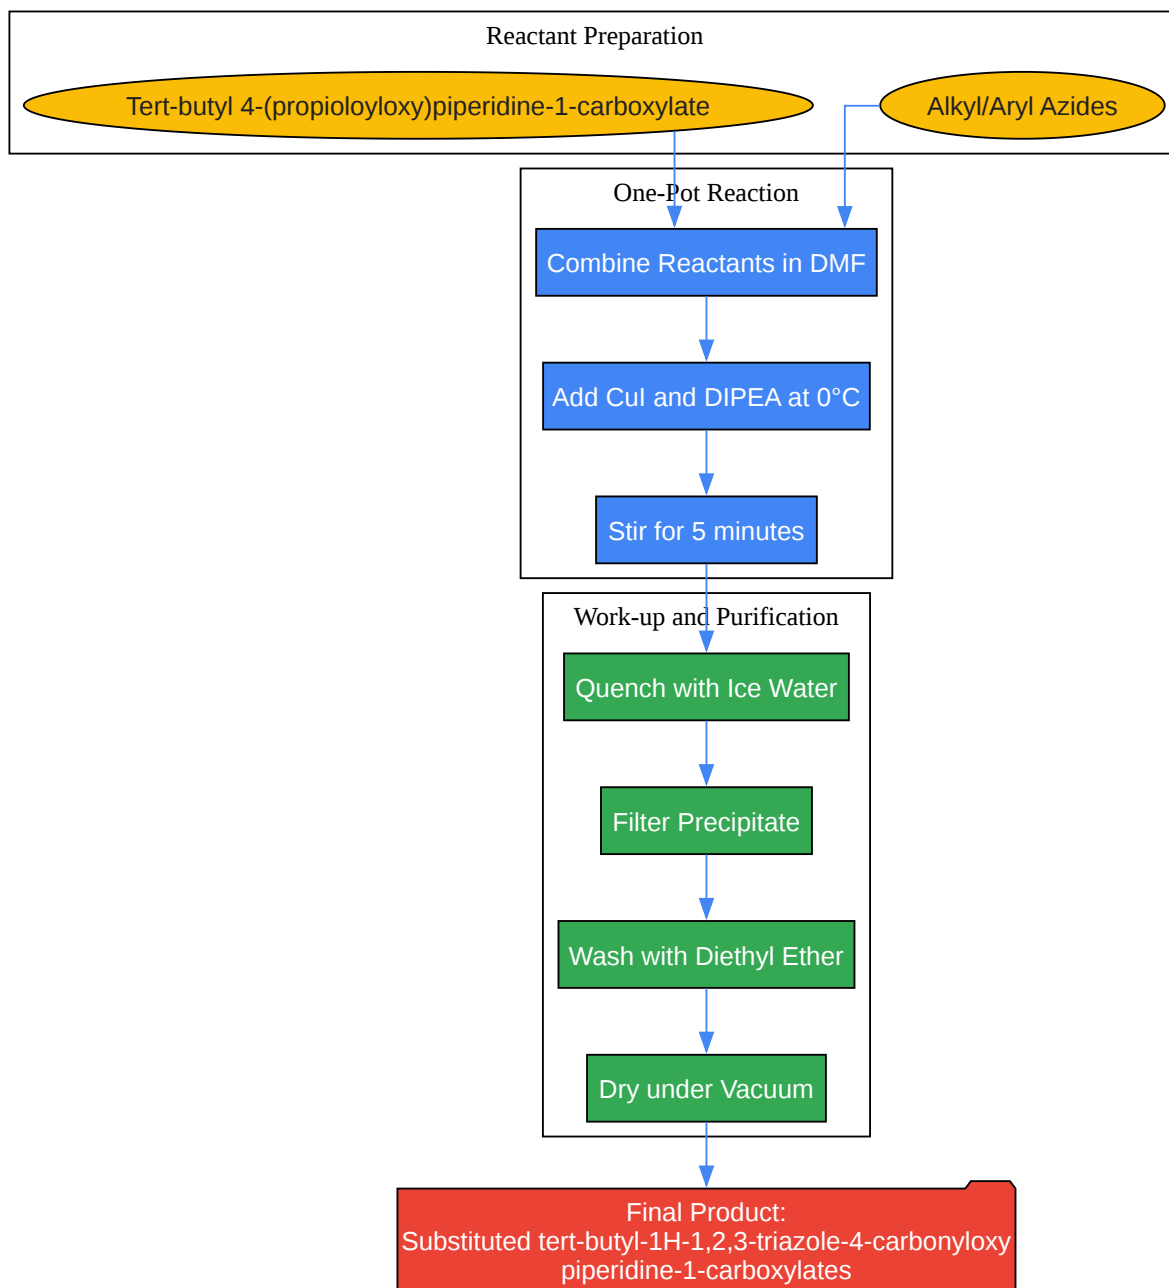 Reactant Preparation
Tert-butyl 4-(propioloyloxy)piperidine-1-carboxylate
Alkyl/Aryl Azides
One-Pot Reaction
Combine Reactants in DMF
Add CuI and DIPEA at 0°C
Stir for 5 minutes
Work-up and Purification
Quench with Ice Water
Filter Precipitate
Wash with Diethyl Ether
Dry under Vacuum
Final Product:
Substituted tert-butyl-1H-1,2,3-triazole-4-carbonyloxy
piperidine-1-carboxylates